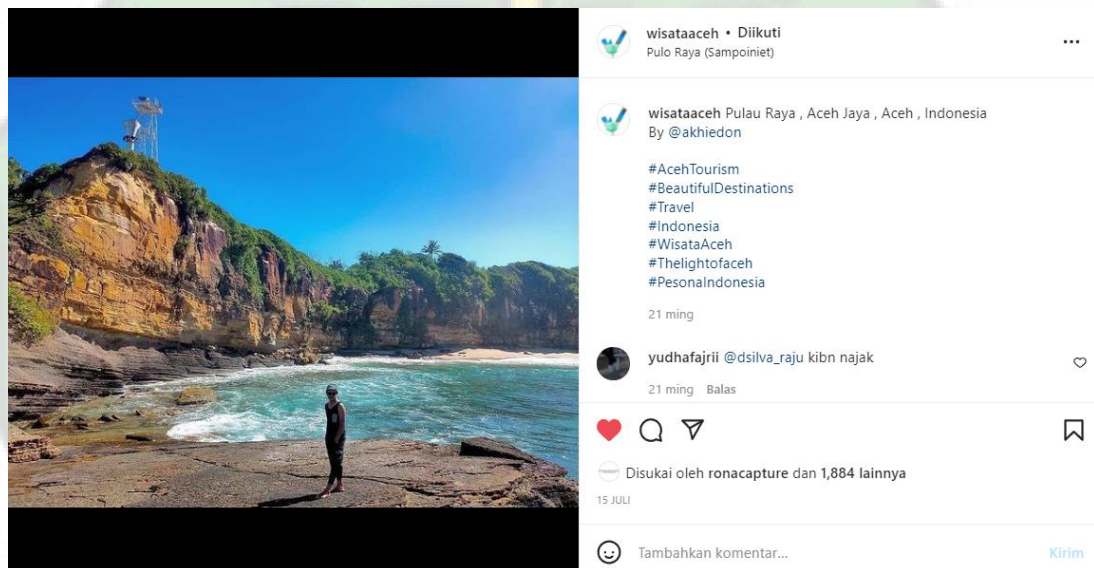 wisataaceh • Diikuti
Pulo Raya (Sampoiniet)
wisataaceh Pulau Raya , Aceh Jaya , Aceh , Indonesia
By @akhiedon
#AcehTourism
#BeautifulDestinations
#Travel
#Indonesia
#WisataAceh
#Thelightofaceh
#PesonaIndonesia
21 ming
yudhafajrii @dsilva_raju kibn najak
21 ming Balas
Disukai oleh ronacapture dan 1,884 lainnya
15 JULI
Tambahkan komentar...
Kirim